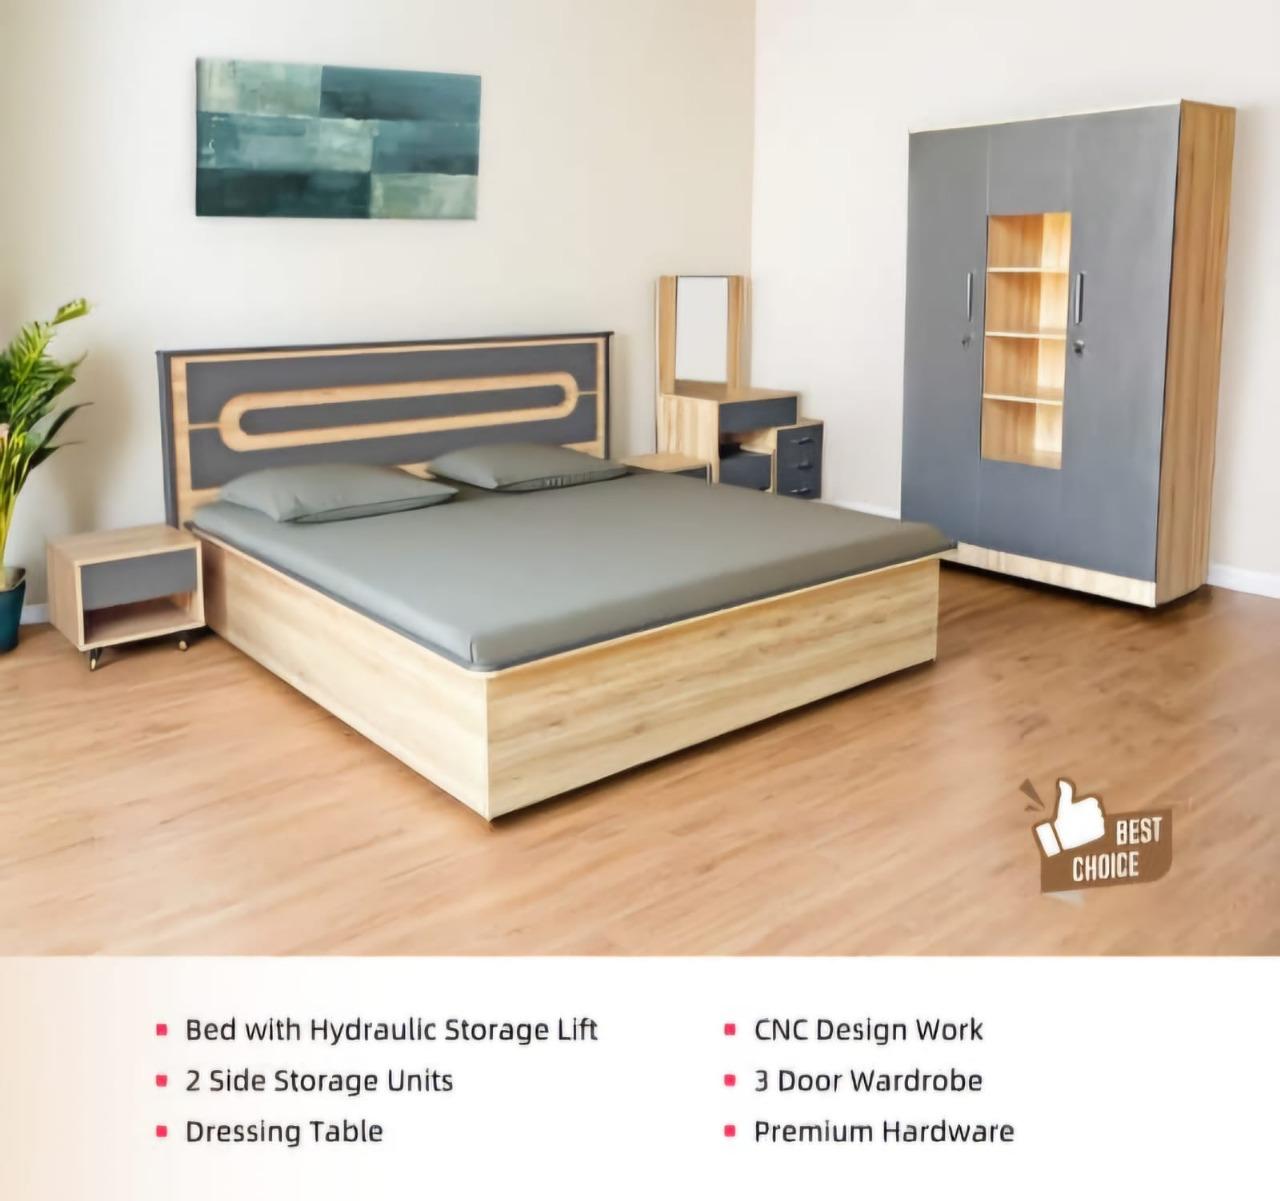 BEST
CHOICE
Bed with Hydraulic Storage Lift
2 Side Storage Units
Dressing Table
CNC Design Work
3 Door Wardrobe
Premium Hardware